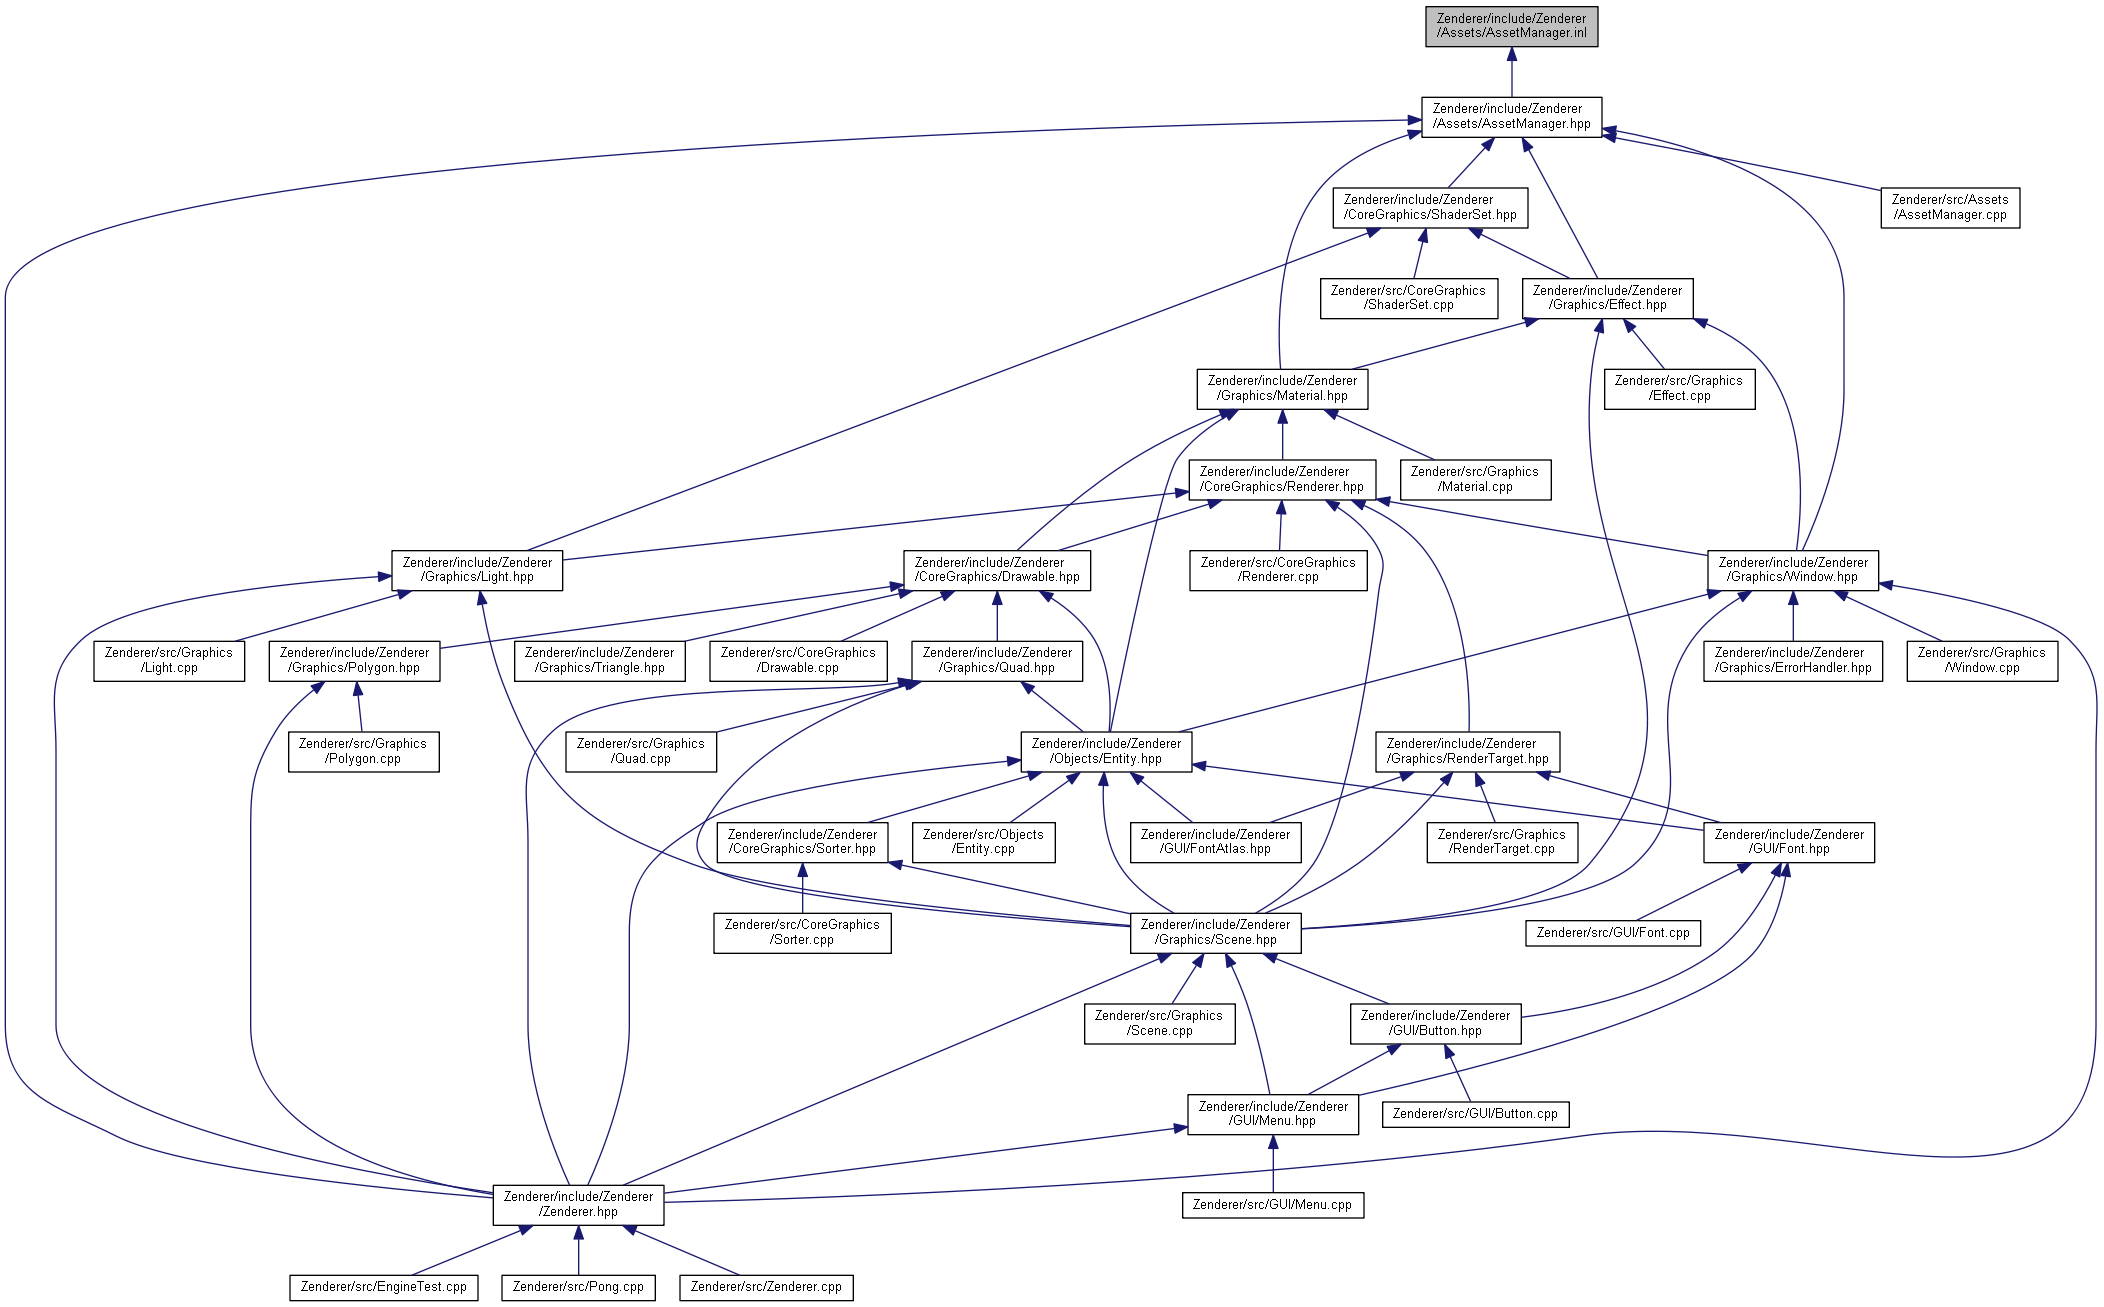 Zenderer/include/Zenderer
/Assets/AssetManager.inl
Zenderer/include/Zenderer
/Assets/AssetManager.hpp
Zenderer/include/Zenderer
/CoreGraphics/ShaderSet.hpp
Zenderer/src/Assets
/AssetManager.cpp
Zenderer/src/CoreGraphics
/ShaderSet.cpp
Zenderer/include/Zenderer
/Graphics/Effect.hpp
Zenderer/include/Zenderer
/Graphics/Material.hpp
Zenderer/src/Graphics
/Effect.cpp
Zenderer/include/Zenderer
/CoreGraphics/Renderer.hpp
Zenderer/src/Graphics
/Material.cpp
Zenderer/include/Zenderer
/Graphics/Light.hpp
Zenderer/include/Zenderer
/CoreGraphics/Drawable.hpp
Zenderer/src/CoreGraphics
/Renderer.cpp
Zenderer/include/Zenderer
/Graphics/Window.hpp
Zenderer/src/Graphics
/Light.cpp
Zenderer/include/Zenderer
/Graphics/Polygon.hpp
Zenderer/include/Zenderer
/Graphics/Triangle.hpp
Zenderer/src/CoreGraphics
/Drawable.cpp
Zenderer/include/Zenderer
/Graphics/Quad.hpp
Zenderer/include/Zenderer
/Graphics/ErrorHandler.hpp
Zenderer/src/Graphics
/Window.cpp
Zenderer/src/Graphics
/Polygon.cpp
Zenderer/src/Graphics
/Quad.cpp
Zenderer/include/Zenderer
/Objects/Entity.hpp
Zenderer/include/Zenderer
/Graphics/RenderTarget.hpp
Zenderer/include/Zenderer
/CoreGraphics/Sorter.hpp
Zenderer/src/Objects
/Entity.cpp
Zenderer/include/Zenderer
/GUI/FontAtlas.hpp
Zenderer/src/Graphics
/RenderTarget.cpp
Zenderer/include/Zenderer
/GUI/Font.hpp
Zenderer/src/CoreGraphics
/Sorter.cpp
Zenderer/include/Zenderer
/Graphics/Scene.hpp
Zenderer/src/GUI/Font.cpp
Zenderer/src/Graphics
/Scene.cpp
Zenderer/include/Zenderer
/GUI/Button.hpp
Zenderer/include/Zenderer
/GUI/Menu.hpp
Zenderer/src/GUI/Button.cpp
Zenderer/include/Zenderer
/Zenderer.hpp
Zenderer/src/GUI/Menu.cpp
Zenderer/src/EngineTest.cpp
Zenderer/src/Pong.cpp
Zenderer/src/Zenderer.cpp